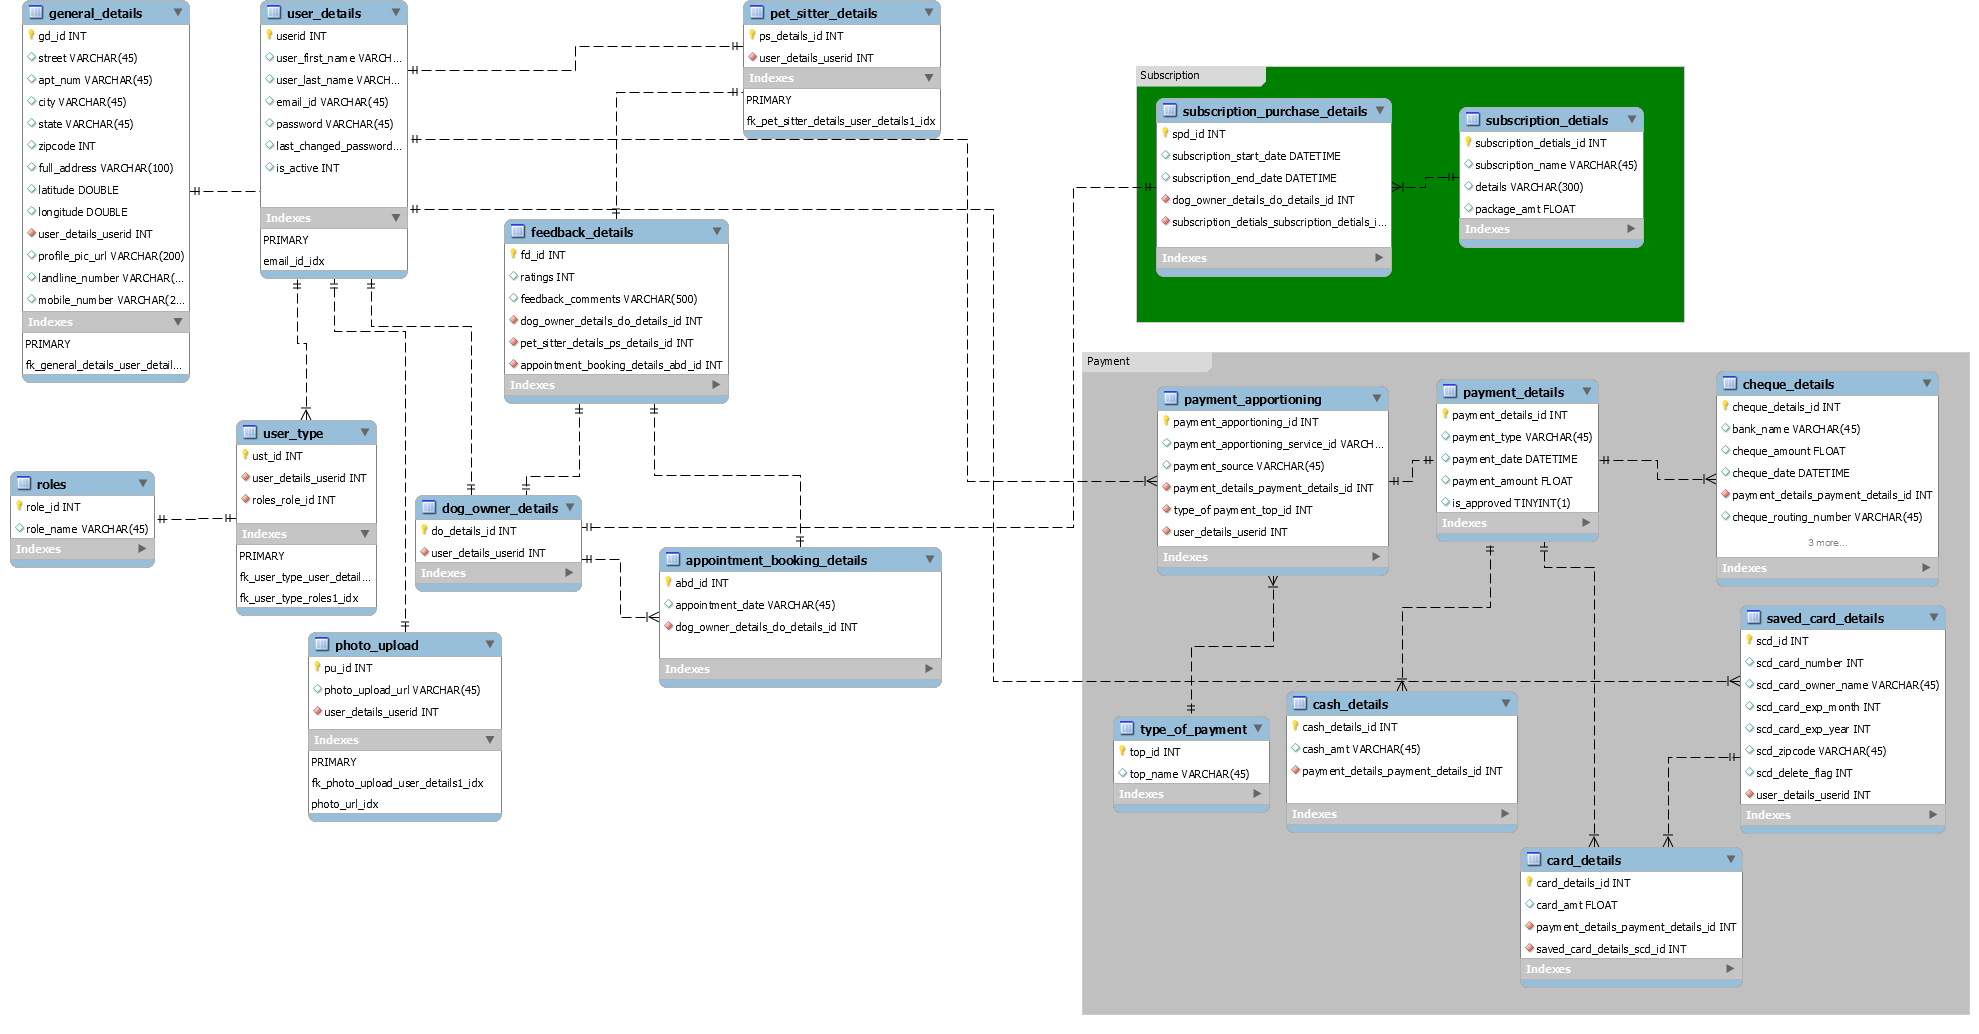 general_details
gd_id INT
street VARCHAR(45)
apt_num VARCHAR(45)
city VARCHAR(45)
state VARCHAR(45)
zipcode INT
full_address VARCHAR(100)
latitude DOUBLE
longitude DOUBLE
user_details_userid INT
profile_pic_url VARCHAR(200)
landline_number VARCHAR(...
mobile_number VARCHAR(2...
Indexes
PRIMARY
fk_general_details_user_detail...
user_details
userid INT
user_first_name VARCH...
user_last_name VARCH...
email_id VARCHAR(45)
password VARCHAR(45)
last_changed_password...
is_active INT
Indexes
PRIMARY
email_id_idx
pet_sitter_details
ps_details_id INT
user_details_userid INT
Indexes
PRIMARY
fk_pet_sitter_details_user_details1_idx
feedback_details
fd_id INT
ratings INT
feedback_comments VARCHAR(500)
dog_owner_details_do_details_id INT
pet_sitter_details_ps_details_id INT
appointment_booking_details_abd_id INT
Indexes
roles
role_id INT
role_name VARCHAR(45)
Indexes
user_type
ust_id INT
user_details_userid INT
roles_role_id INT
Indexes
PRIMARY
fk_user_type_user_detail...
fk_user_type_roles1_idx
dog_owner_details
do_details_id INT
user_details_userid INT
Indexes
appointment_booking_details
abd_id INT
appointment_date VARCHAR(45)
dog_owner_details_do_details_id INT
Indexes
photo_upload
pu_id INT
photo_upload_url VARCHAR(45)
user_details_userid INT
Indexes
PRIMARY
fk_photo_upload_user_details1_idx
photo_url_idx
Subscription
subscription_purchase_details
spd_id INT
subscription_start_date DATETIME
subscription_end_date DATETIME
dog_owner_details_do_details_id INT
subscription_detials_subscription_detials_i...
Indexes
subscription_detials
subscription_detials_id INT
subscription_name VARCHAR(45)
details VARCHAR(300)
package_amt FLOAT
Indexes
Payment
payment_apportioning
payment_apportioning_id INT
payment_apportioning_service_id VARCH...
payment_source VARCHAR(45)
payment_details_payment_details_id INT
type_of payment_top_id INT
user_details_userid INT
Indexes
payment_details
payment_details_id INT
payment_type VARCHAR(45)
payment_date DATETIME
payment_amount FLOAT
is_approved TINYINT(1)
Indexes
cheque_details
cheque_details_id INT
bank_name VARCHAR(45)
cheque_amount FLOAT
cheque_date DATETIME
payment_details_payment_details_id INT
cheque_routing_number VARCHAR(45)
3 more...
Indexes
saved_card_details
scd_id INT
scd_card_number INT
scd_card_owner_name VARCHAR(45)
scd_card_exp_month INT
scd_card_exp_year INT
scd_zipcode VARCHAR(45)
scd_delete_flag INT
user_details_userid INT
Indexes
type_of_payment
top_id INT
top_name VARCHAR(45)
Indexes
cash_details
cash_details_id INT
cash_amt VARCHAR(45)
payment_details_payment_details_id INT
Indexes
card_details
card_details_id INT
card_amt FLOAT
payment_details_payment_details_id INT
saved_card_details_scd_id INT
Indexes